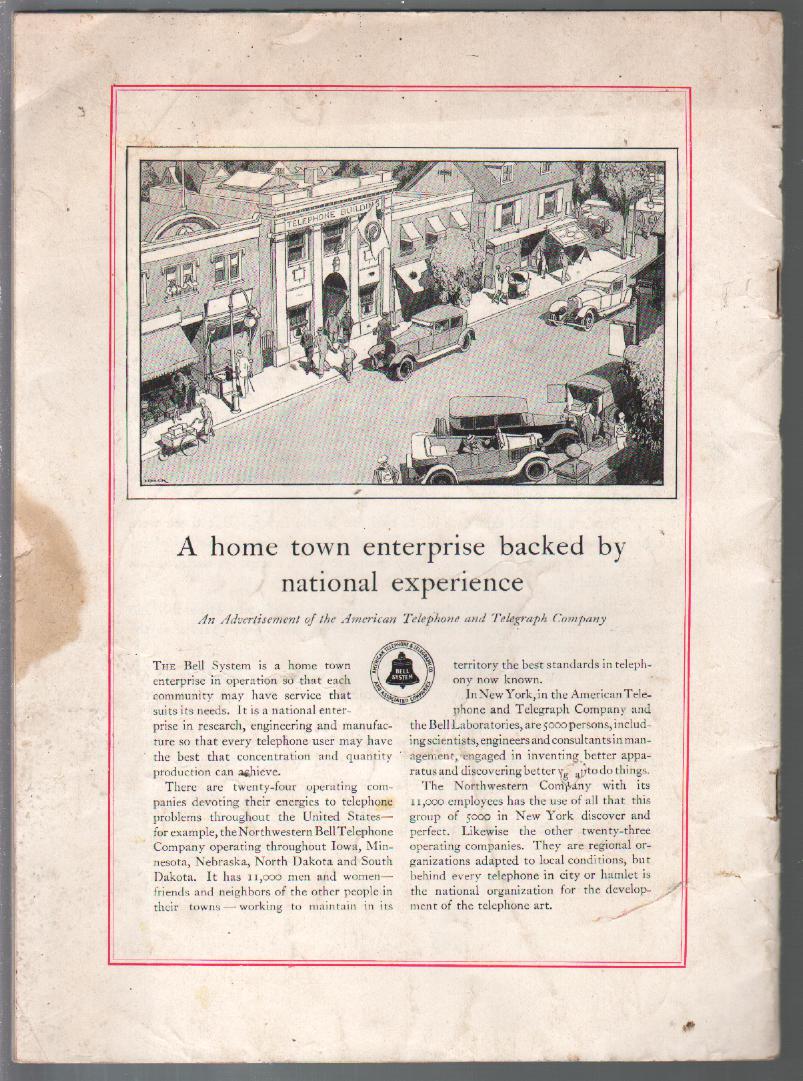 TELEPHONE BUILDING
A home town enterprise backed by
national experience
An Advertisement of the American Telephone and Telegraph Company
AMERICAN TELEPHONE & TELEGRAPH CO.
AND ASSOCIATED COMPANIES
BELL
SYSTEM
THE Bell System is a home town
enterprise in operation so that each
community may have service that
suits its needs. It is a national enter-
prise in research, engineering and manufac-
ture so that every telephone user may have
the best that concentration and quantity
production can achieve.
There are twenty-four operating com-
panies devoting their energies to telephone
problems throughout the United States—
for example, the Northwestern Bell Telephone
Company operating throughout Iowa, Min-
nesota, Nebraska, North Dakota and South
Dakota. It has 11,000 men and women—
friends and neighbors of the other people in
their towns — working to maintain in its
territory the best standards in teleph-
ony now known.
In New York, in the American Tele-
phone and Telegraph Company and
the Bell Laboratories, are 5000 persons, includ-
ing scientists, engineers and consultants in man-
agement, engaged in inventing better appa-
ratus and discovering better to do things.
The Northwestern Company with its
11,000 employees has the use of all that this
group of 5000 in New York discover and
perfect. Likewise the other twenty-three
operating companies. They are regional or-
ganizations adapted to local conditions, but
behind every telephone in city or hamlet is
the national organization for the develop-
ment of the telephone art.